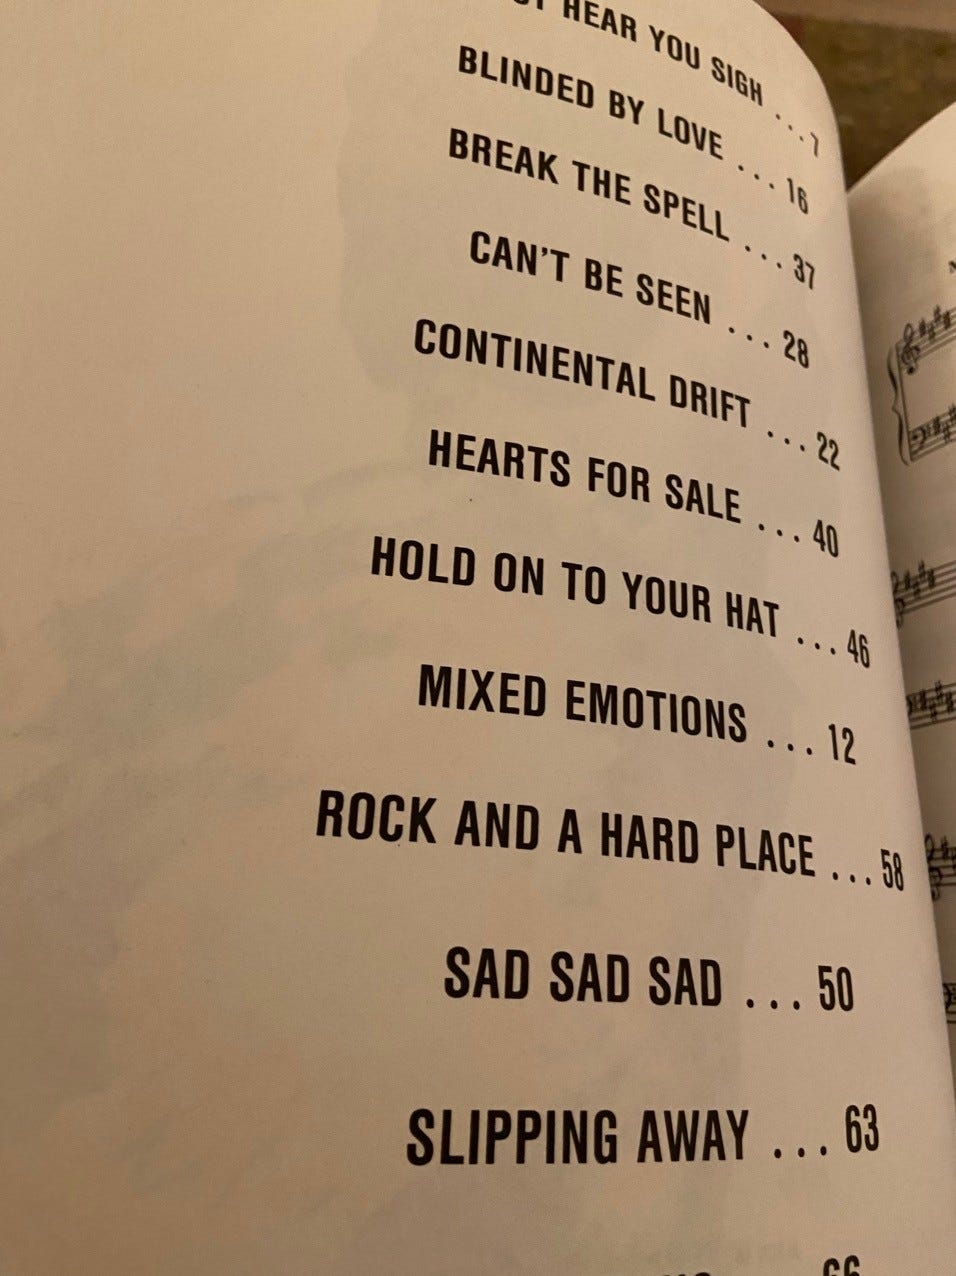 HEAR YOU SIGH ... 7
BLINDED BY LOVE ... 16
BREAK THE SPELL ... 37
CAN'T BE SEEN ... 28
CONTINENTAL DRIFT ... 22
HEARTS FOR SALE ... 40
HOLD ON TO YOUR HAT ... 46
MIXED EMOTIONS ... 12
ROCK AND A HARD PLACE ... 58
SAD SAD SAD ... 50
SLIPPING AWAY ... 63
66